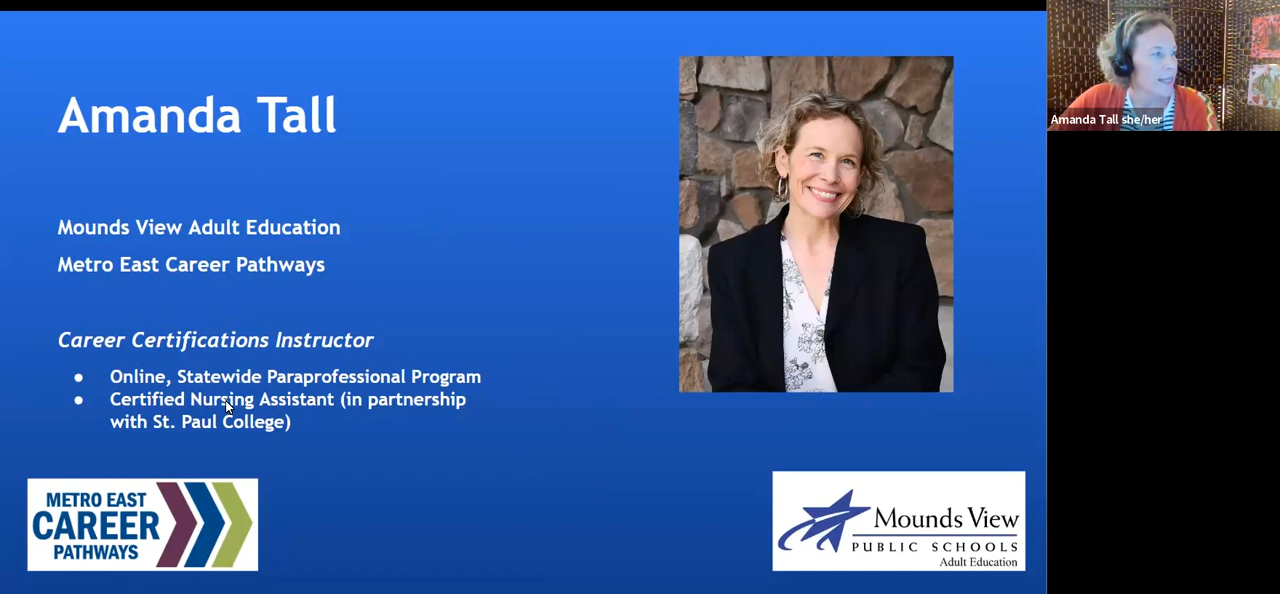 Amanda Tall
Mounds View Adult Education
Metro East Career Pathways
Career Certifications Instructor
● Online, Statewide Paraprofessional Program
● Certified Nursing Assistant (in partnership
with St. Paul College)
METRO EAST
CAREER
PATHWAYS
Mounds View
PUBLIC SCHOOLS
Adult Education
Amanda Tall she/her